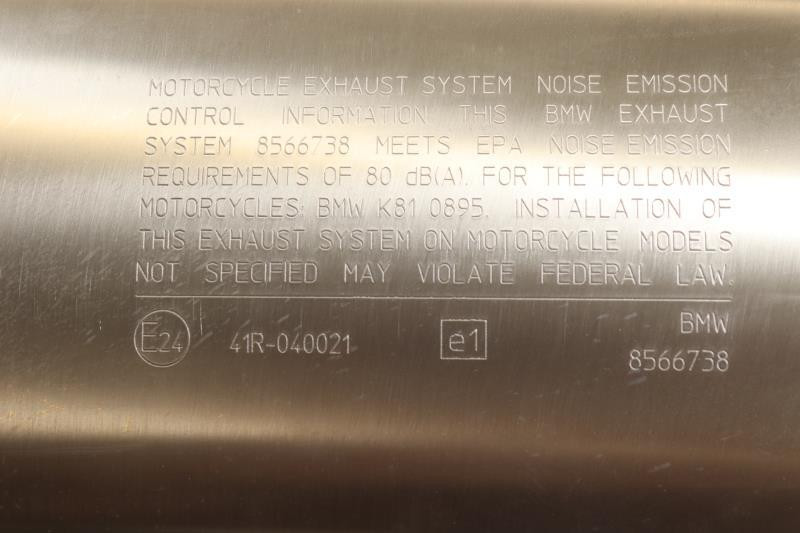 MOTORCYCLE EXHAUST SYSTEM NOISE EMISSION
CONTROL INFORMATION THIS BMW EXHAUST
SYSTEM 8566738 MEETS EPA NOISE EMISSION
REQUIREMENTS OF 80 dB(A). FOR THE FOLLOWING
MOTORCYCLES: BMW K81 0895. INSTALLATION OF
THIS EXHAUST SYSTEM ON MOTORCYCLE MODELS
NOT SPECIFIED MAY VIOLATE FEDERAL LAW.
E24 41R-040021 e1 BMW
8566738